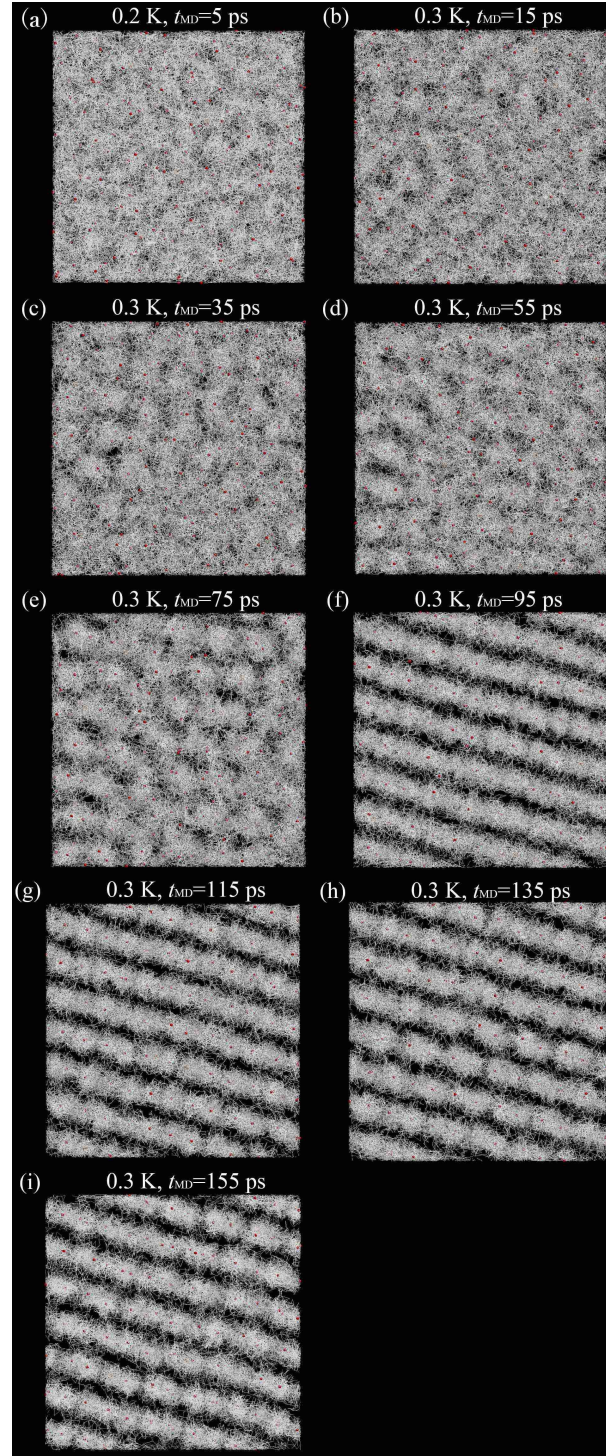 (a) 0.2 K, tMD=5 ps
(b) 0.3 K, tMD=15 ps
(c) 0.3 K, tMD=35 ps
(d) 0.3 K, tMD=55 ps
(e) 0.3 K, tMD=75 ps
(f) 0.3 K, tMD=95 ps
(g) 0.3 K, tMD=115 ps
(h) 0.3 K, tMD=135 ps
(i) 0.3 K, tMD=155 ps